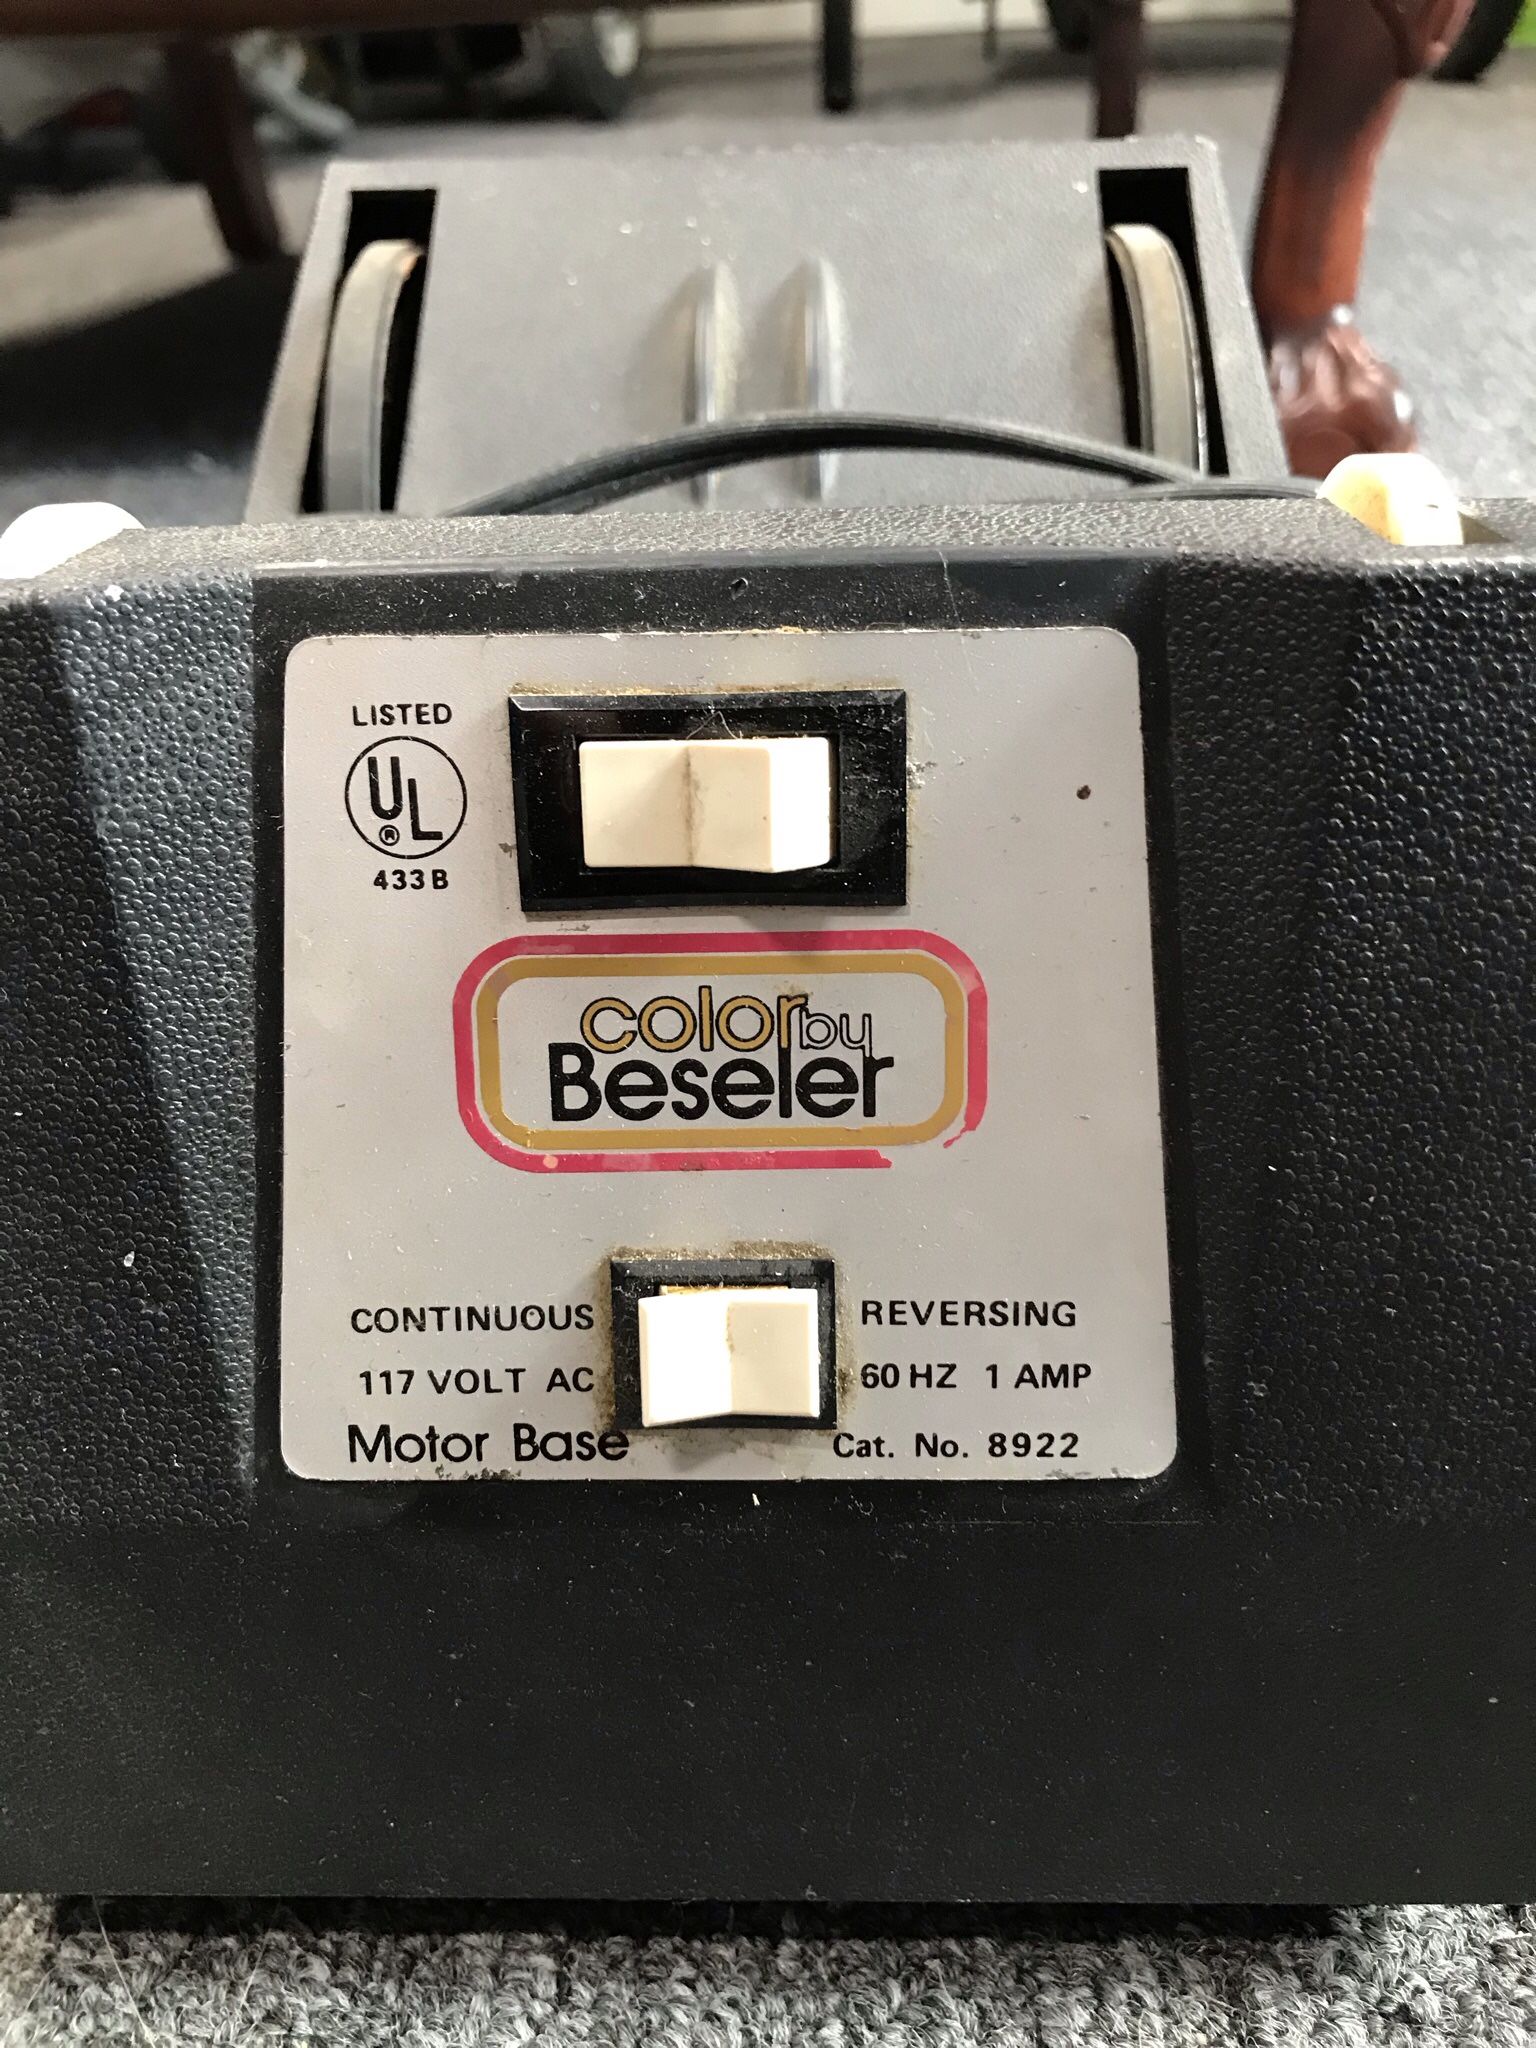 LISTED
UL
®
433 B
color by
Beseler
CONTINUOUS REVERSING
117 VOLT AC 60 HZ 1 AMP
Motor Base Cat. No. 8922